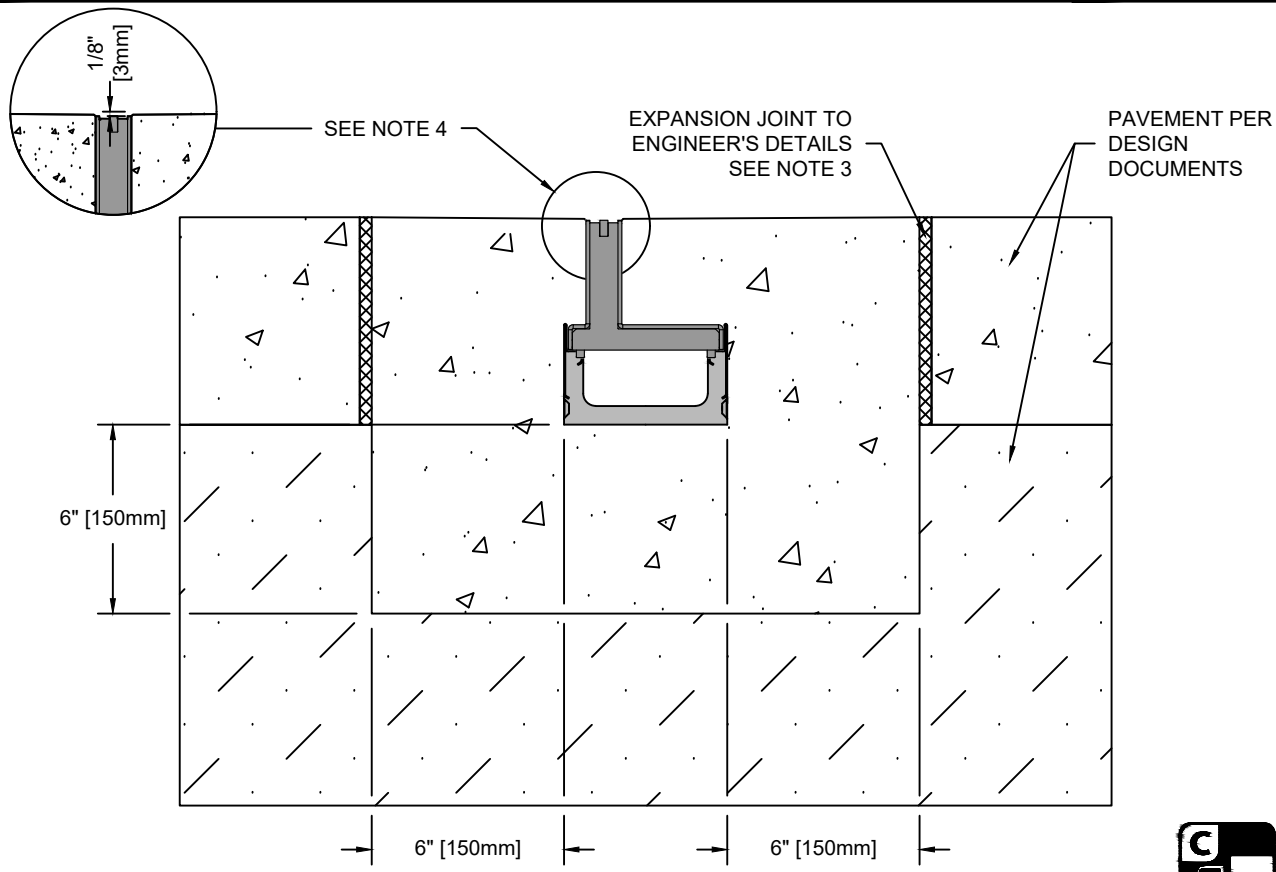 1/8"
[3mm]
SEE NOTE 4
EXPANSION JOINT TO
ENGINEER'S DETAILS
SEE NOTE 3
PAVEMENT PER
DESIGN
DOCUMENTS
6" [150mm]
6" [150mm]
6" [150mm]
C